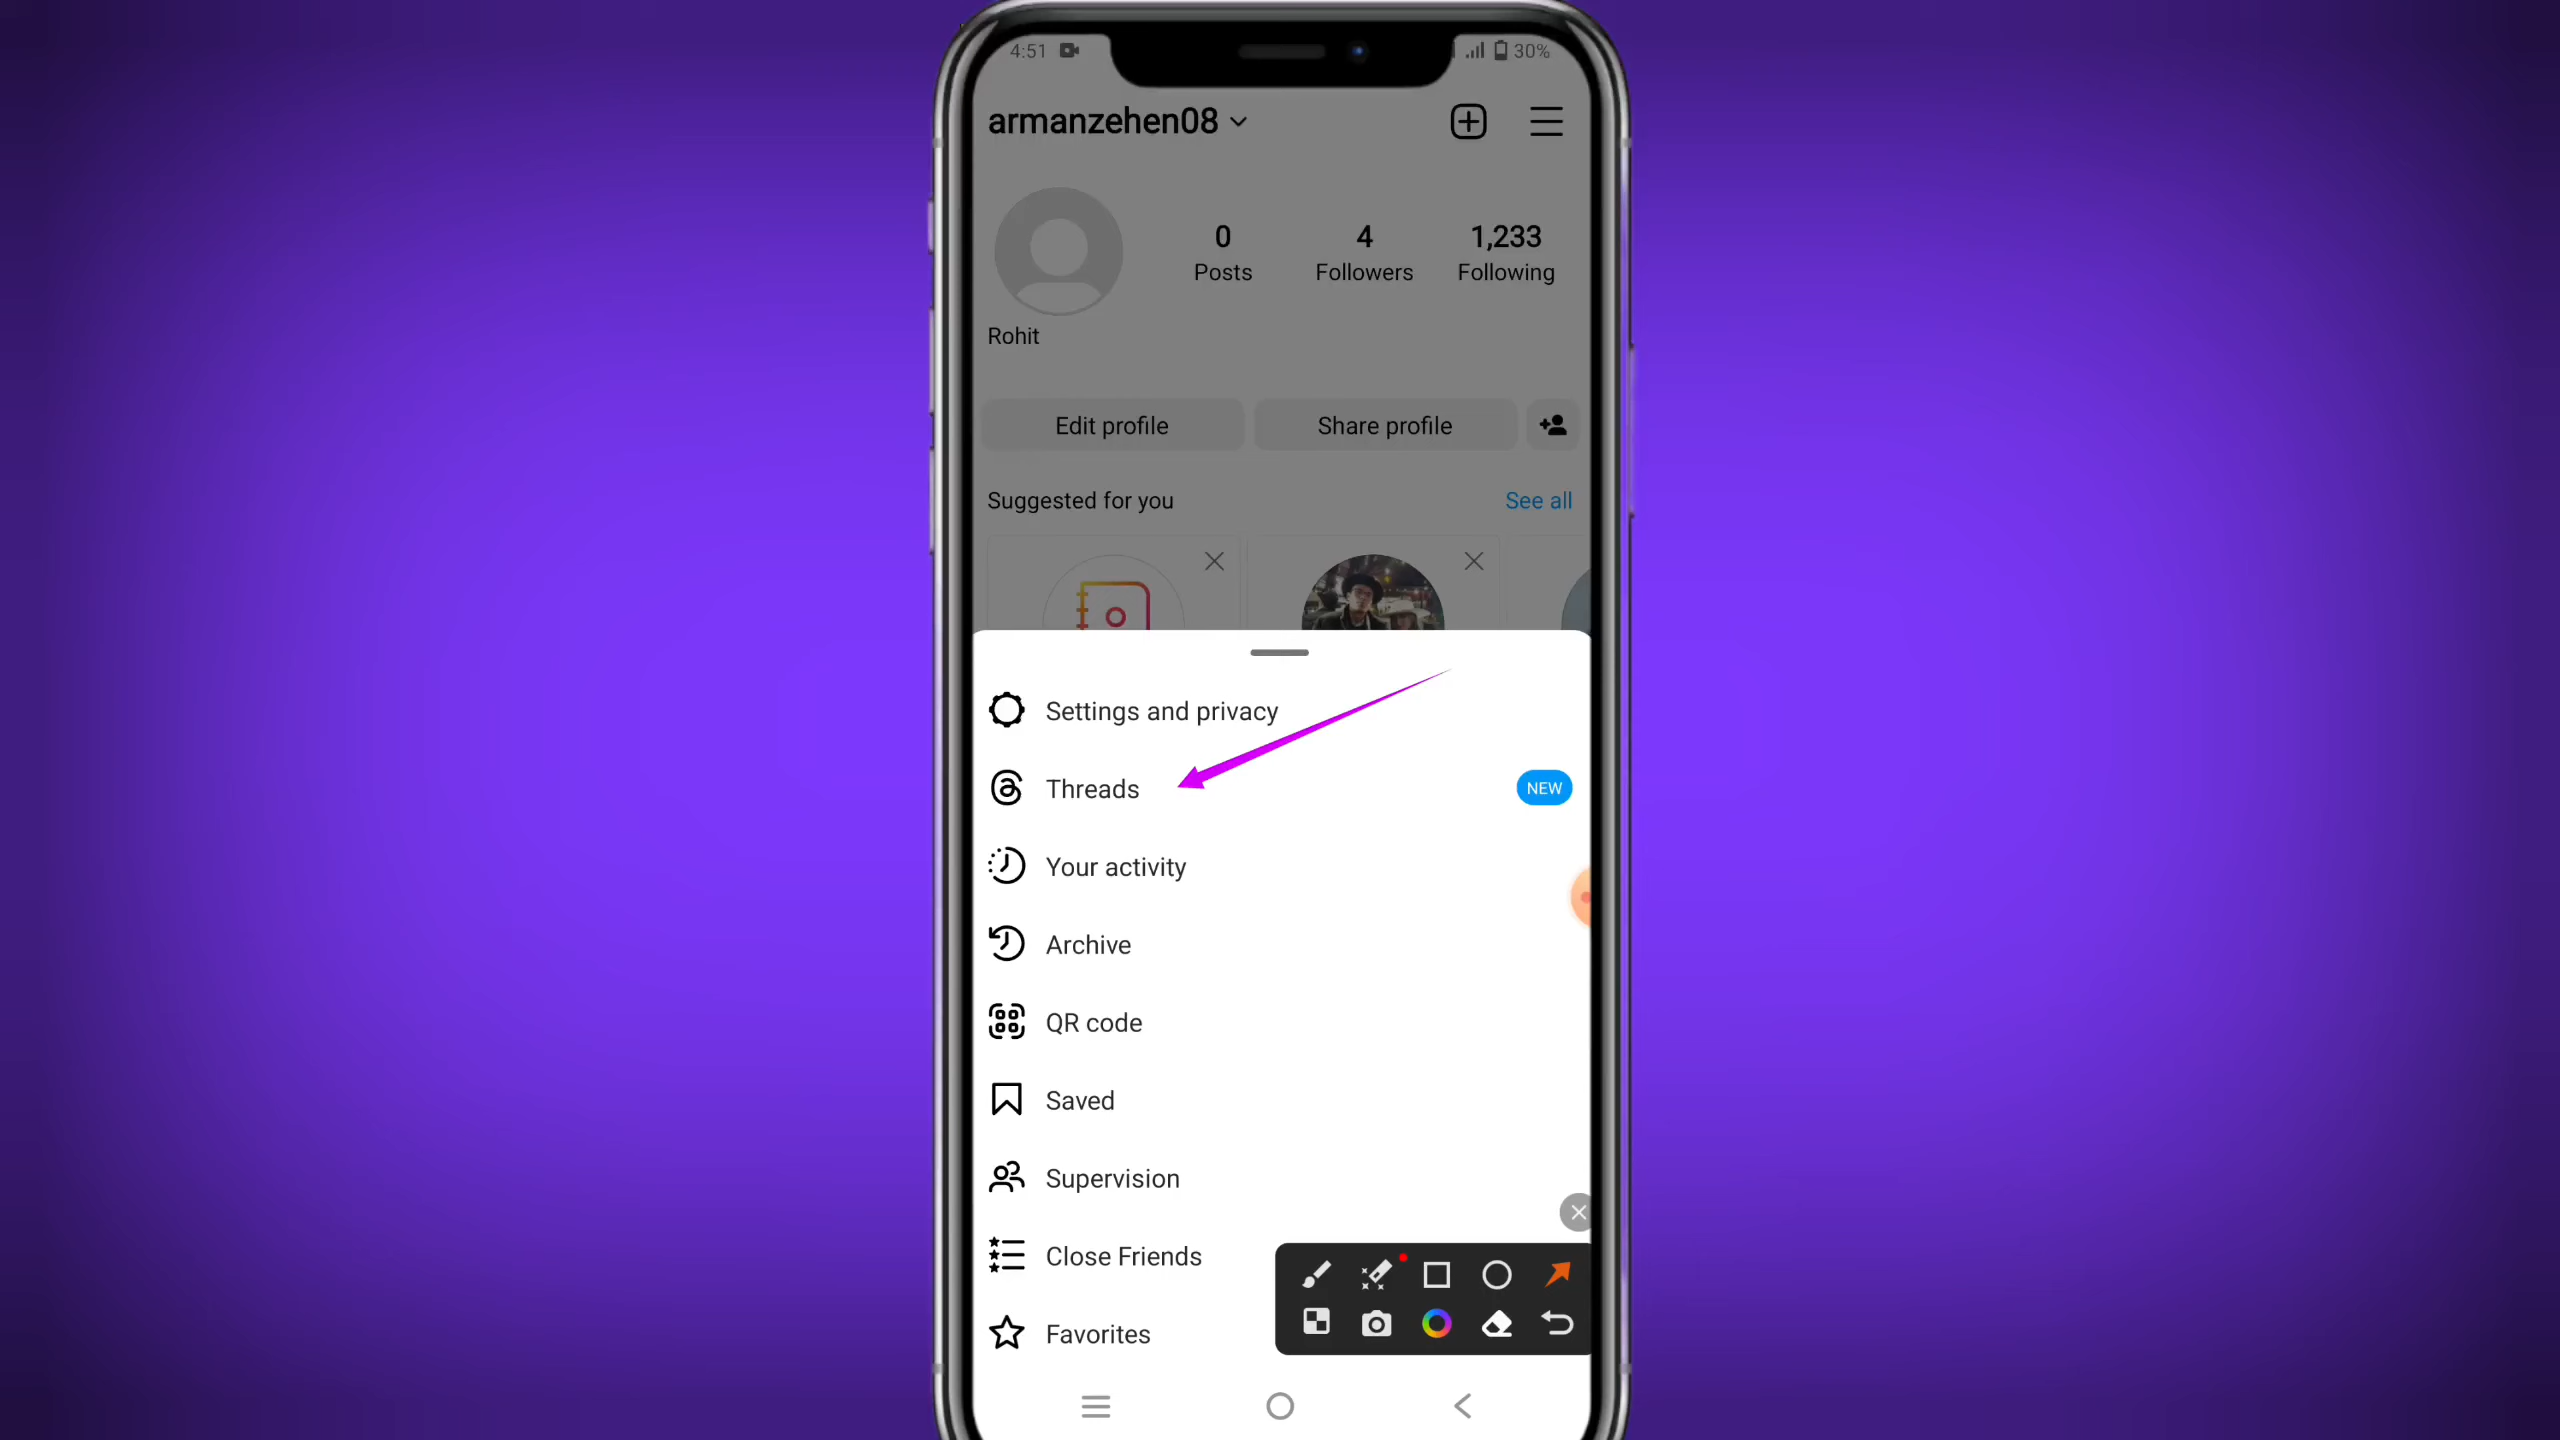 4:51 30%
armanzehen08
0 4 1,233
Posts Followers Following
Rohit
Edit profile Share profile
Suggested for you See all
Settings and privacy
Threads NEW
Your activity
Archive
QR code
Saved
Supervision
Close Friends
Favorites